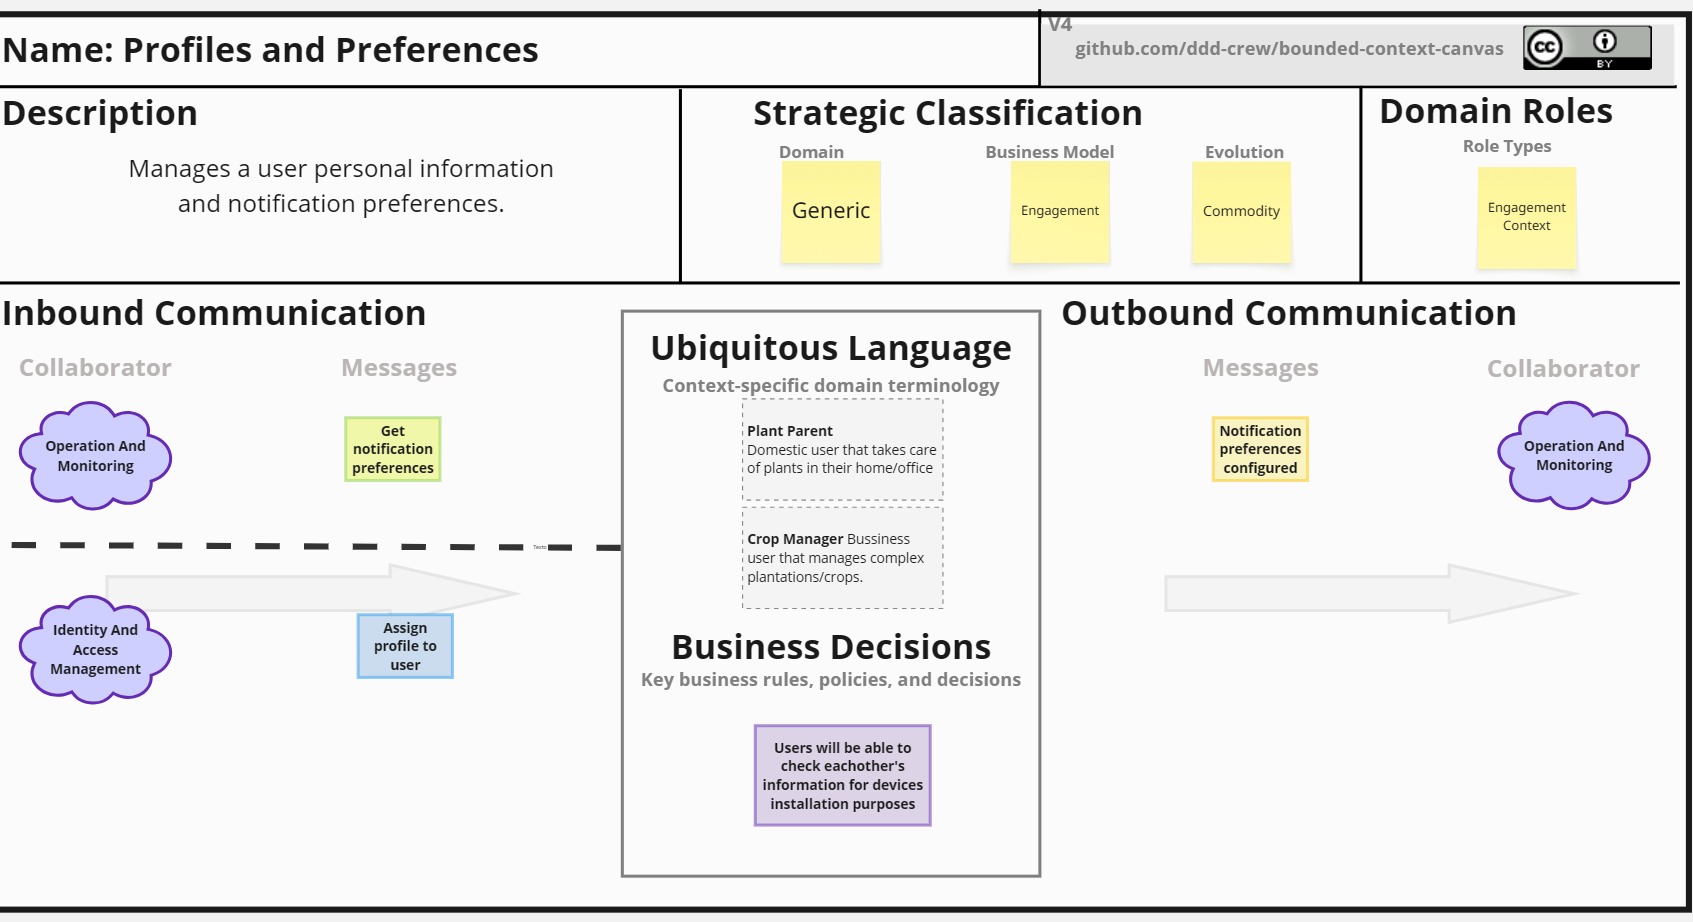 V4
Name: Profiles and Preferences
github.com/ddd-crew/bounded-context-canvas
cc
BY
Description
Manages a user personal information
and notification preferences.
Strategic Classification
Domain
Business Model
Evolution
Generic
Engagement
Commodity
Domain Roles
Role Types
Engagement
Context
Inbound Communication
Collaborator
Messages
Operation And
Monitoring
Get
notification
preferences
Texto
Identity And
Access
Management
Assign
profile to
user
Ubiquitous Language
Context-specific domain terminology
Plant Parent
Domestic user that takes care
of plants in their home/office
Crop Manager Bussiness
user that manages complex
plantations/crops.
Business Decisions
Key business rules, policies, and decisions
Users will be able to
check eachother's
information for devices
installation purposes
Outbound Communication
Messages
Collaborator
Notification
preferences
configured
Operation And
Monitoring